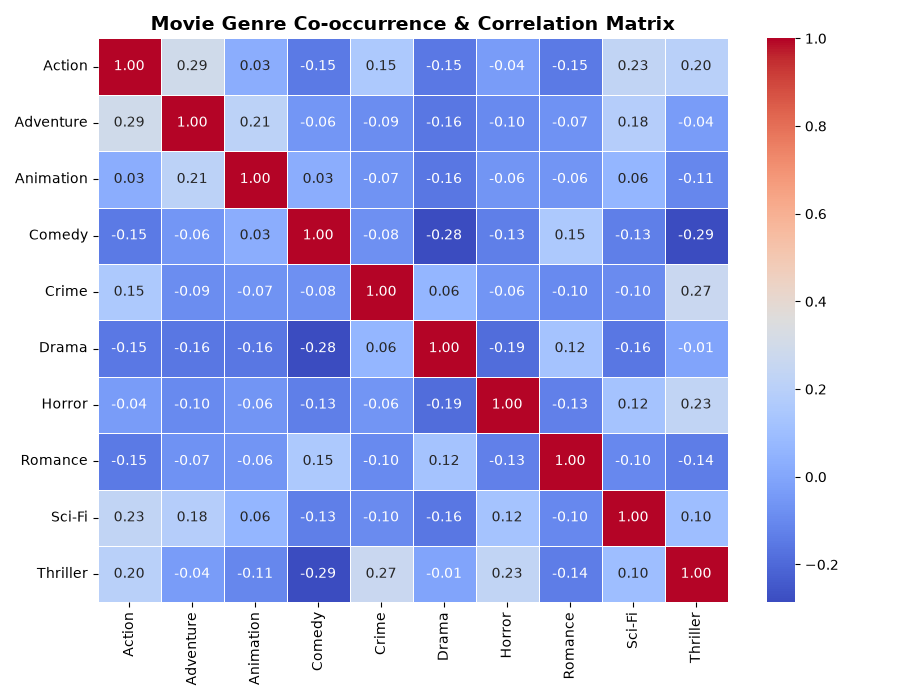 Movie Genre Co-occurrence & Correlation Matrix
Action 1.00 0.29 0.03 -0.15 0.15 -0.15 -0.04 -0.15 0.23 0.20
Adventure 0.29 1.00 0.21 -0.06 -0.09 -0.16 -0.10 -0.07 0.18 -0.04
Animation 0.03 0.21 1.00 0.03 -0.07 -0.16 -0.06 -0.06 0.06 -0.11
Comedy -0.15 -0.06 0.03 1.00 -0.08 -0.28 -0.13 0.15 -0.13 -0.29
Crime 0.15 -0.09 -0.07 -0.08 1.00 0.06 -0.06 -0.10 -0.10 0.27
Drama -0.15 -0.16 -0.16 -0.28 0.06 1.00 -0.19 0.12 -0.16 -0.01
Horror -0.04 -0.10 -0.06 -0.13 -0.06 -0.19 1.00 -0.13 0.12 0.23
Romance -0.15 -0.07 -0.06 0.15 -0.10 0.12 -0.13 1.00 -0.10 -0.14
Sci-Fi 0.23 0.18 0.06 -0.13 -0.10 -0.16 0.12 -0.10 1.00 0.10
Thriller 0.20 -0.04 -0.11 -0.29 0.27 -0.01 0.23 -0.14 0.10 1.00
Action Adventure Animation Comedy Crime Drama Horror Romance Sci-Fi Thriller
1.0
0.8
0.6
0.4
0.2
0.0
−0.2